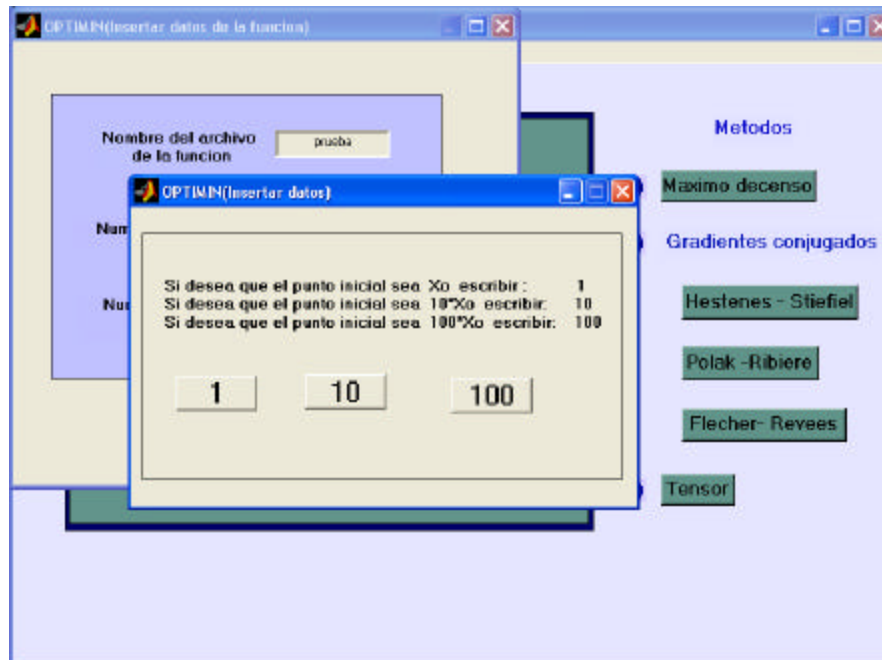 OPTIMIN(Insertar datos de la funcion)
Nombre del archivo
de la funcion
prueba
Num
Nu
OPTIMIN(Insertar datos)
Si desea que el punto inicial sea Xo escribir: 1
Si desea que el punto inicial sea 10*Xo escribir: 10
Si desea que el punto inicial sea 100*Xo escribir: 100
1
10
100
Metodos
Maximo decenso
Gradientes conjugados
Hestenes - Stiefiel
Polak -Ribiere
Flecher- Revees
Tensor